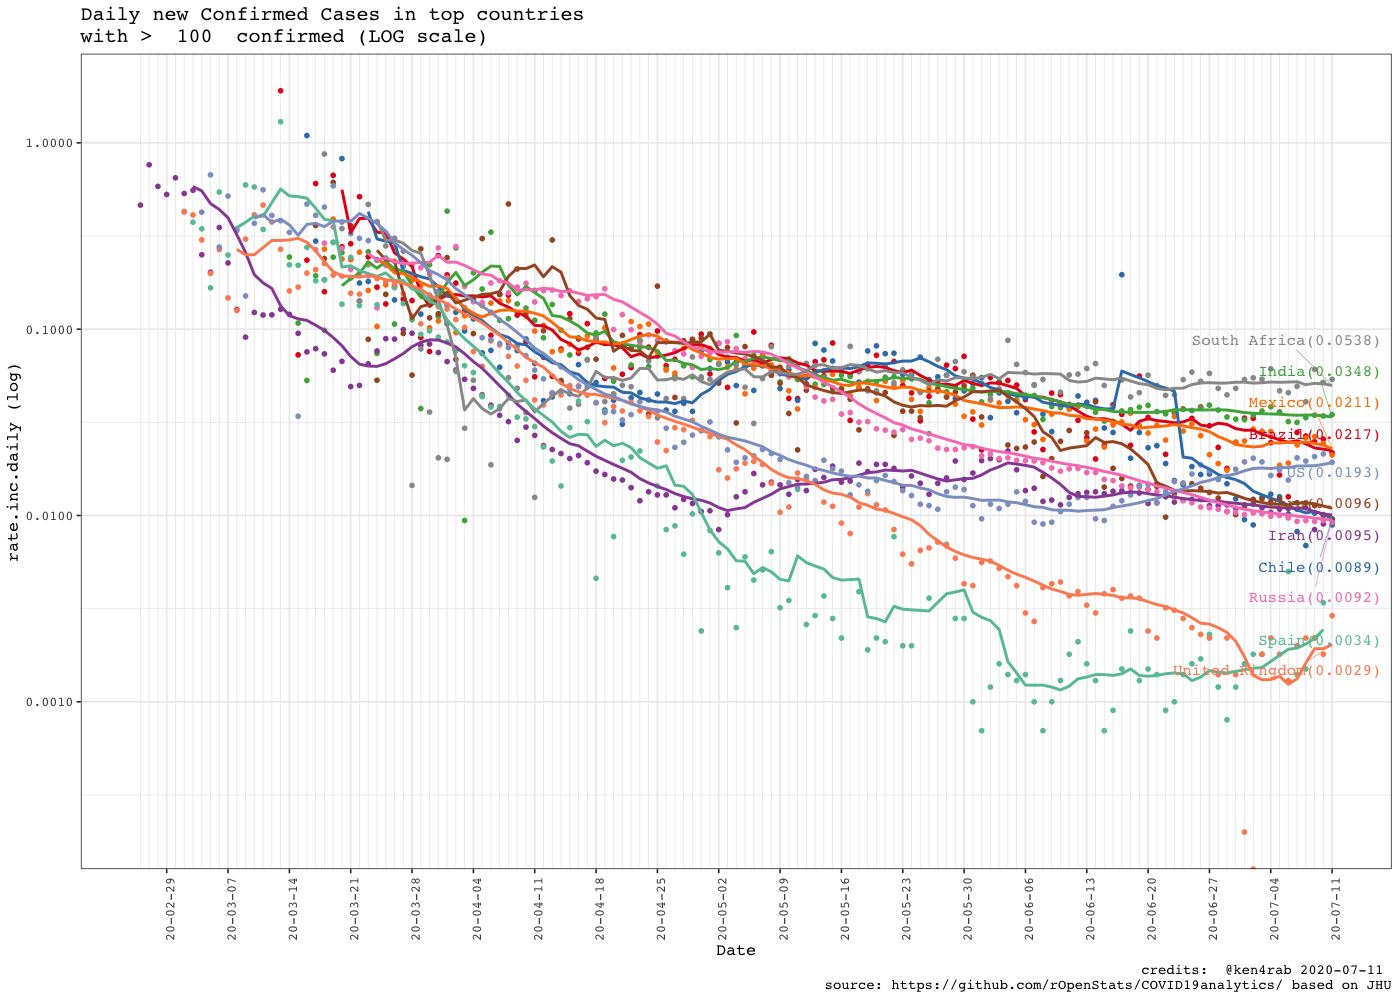 Daily new Confirmed Cases in top countries
with >  100  confirmed (LOG scale)
rate.inc.daily (log)
1.0000
0.1000
0.0100
0.0010
South Africa(0.0538)
India(0.0348)
Mexico(0.0211)
Brazil(0.0217)
US(0.0193)
(0.0096)
Iran(0.0095)
Chile(0.0089)
Russia(0.0092)
Spain(0.0034)
United Kingdom(0.0029)
20-02-29
20-03-07
20-03-14
20-03-21
20-03-28
20-04-04
20-04-11
20-04-18
20-04-25
20-05-02
20-05-09
20-05-16
20-05-23
20-05-30
20-06-06
20-06-13
20-06-20
20-06-27
20-07-04
20-07-11
Date
credits:  @ken4rab 2020-07-11
source: https://github.com/rOpenStats/COVID19analytics/ based on JHU